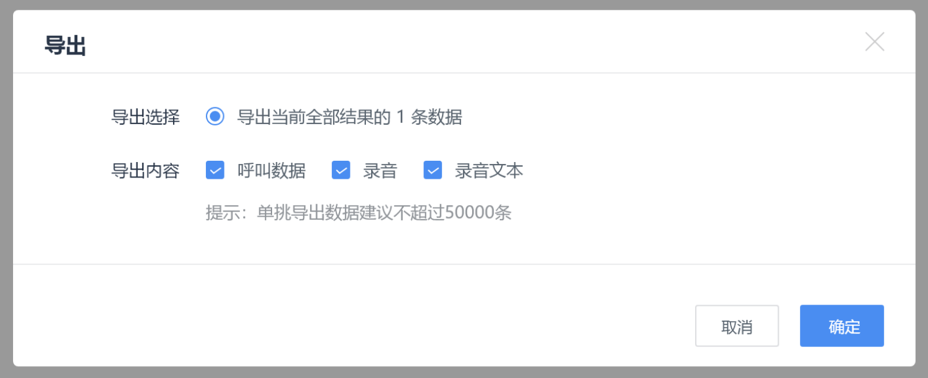 导出
导出选择 导出当前全部结果的 1 条数据
导出内容 呼叫数据 录音 录音文本
提示：单挑导出数据建议不超过50000条
取消 确定